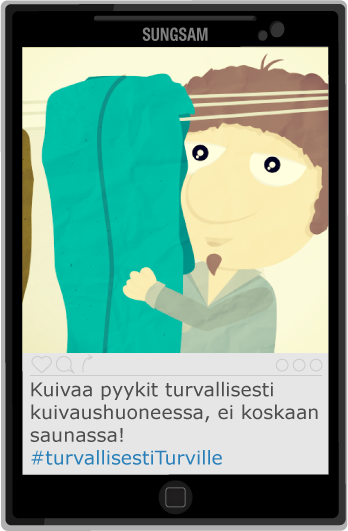 SUNGSAM
Kuivaa pyykit turvallisesti
kuivaushuoneessa, ei koskaan
saunassa!
#turvallisestiTurville